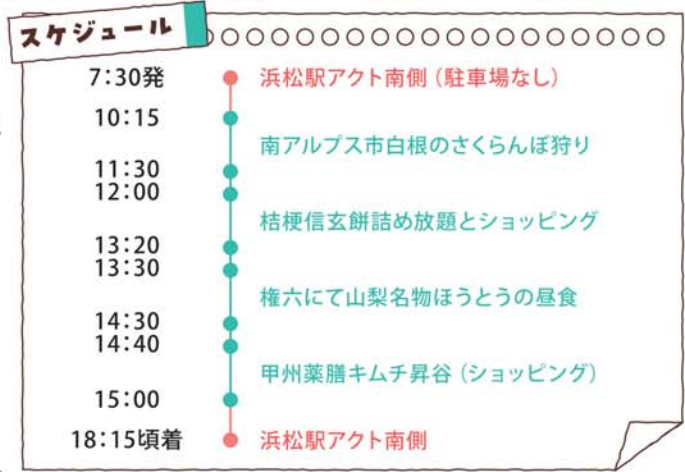 スケジュール
7:30発 浜松駅アクト南側（駐車場なし）
10:15
南アルプス市白根のさくらんぼ狩り
11:30
12:00
桔梗信玄餅詰め放題とショッピング
13:20
13:30
権六にて山梨名物ほうとうの昼食
14:30
14:40
甲州薬膳キムチ昇谷（ショッピング）
15:00
18:15頃着 浜松駅アクト南側